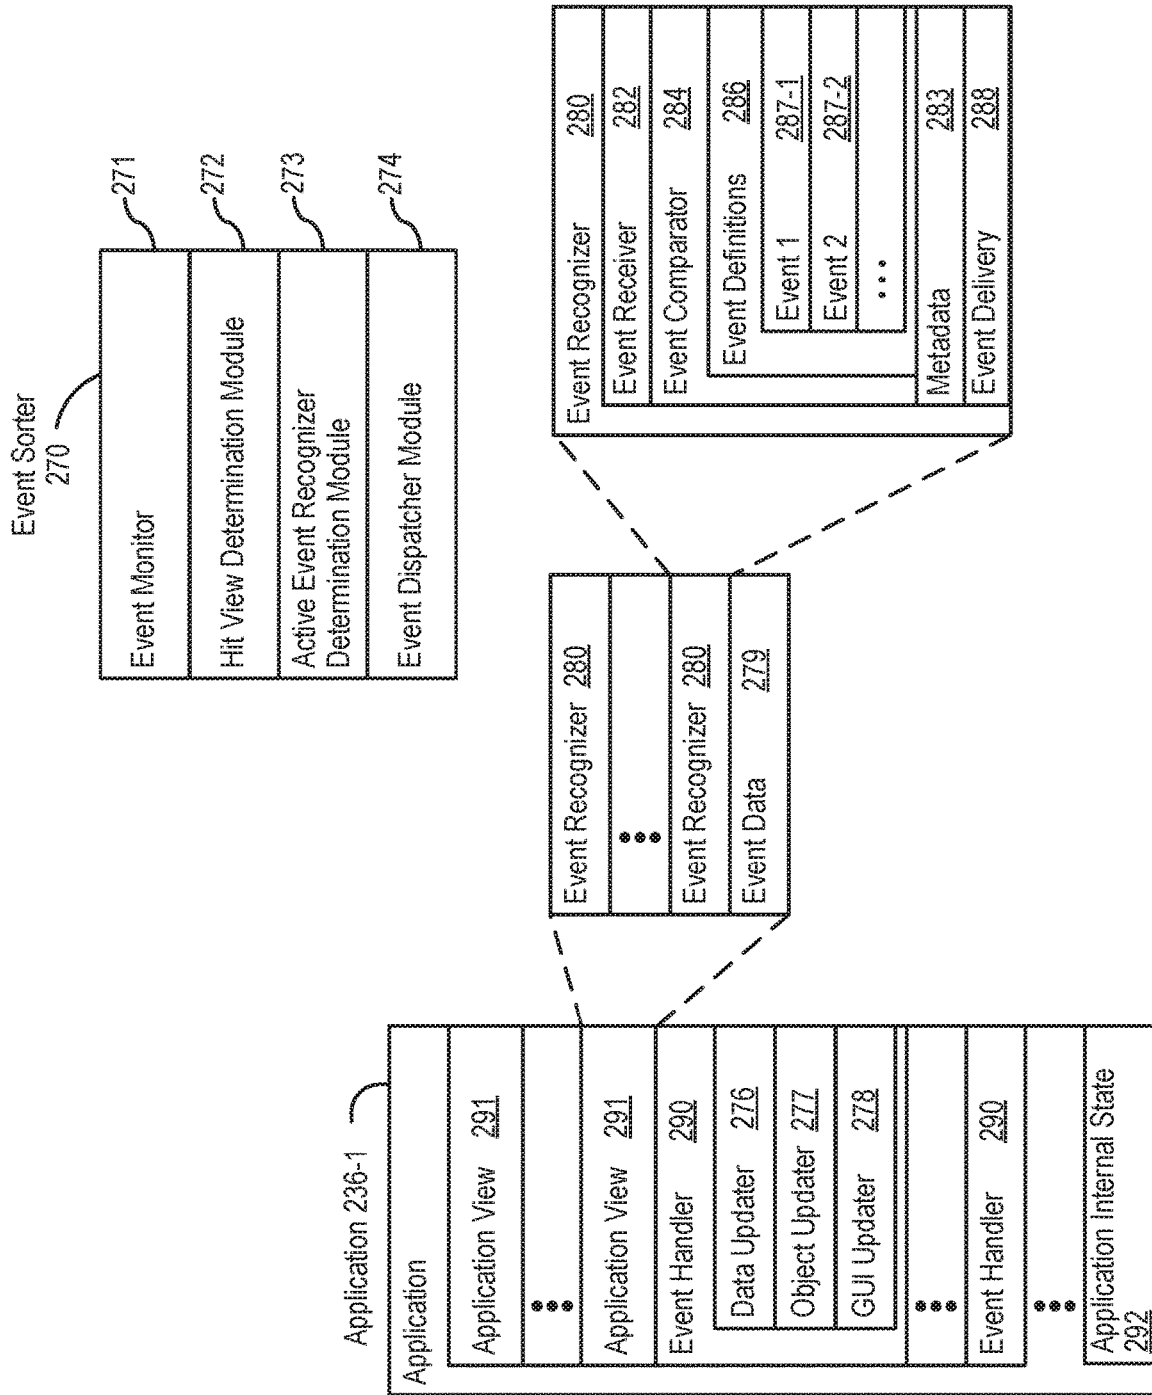 Event Sorter
270
Event Monitor
271
Hit View Determination Module
272
Active Event Recognizer
Determination Module
273
Event Dispatcher Module
274
Application 236-1
Application
Application View 291
•••
Application View 291
Event Handler 290
Data Updater 276
Object Updater 277
GUI Updater 278
•••
Event Handler 290
•••
Application Internal State
292
Event Recognizer 280
•••
Event Recognizer 280
Event Data 279
Event Recognizer 280
Event Receiver 282
Event Comparator 284
Event Definitions 286
Event 1 287-1
Event 2 287-2
•••
Metadata 283
Event Delivery 288